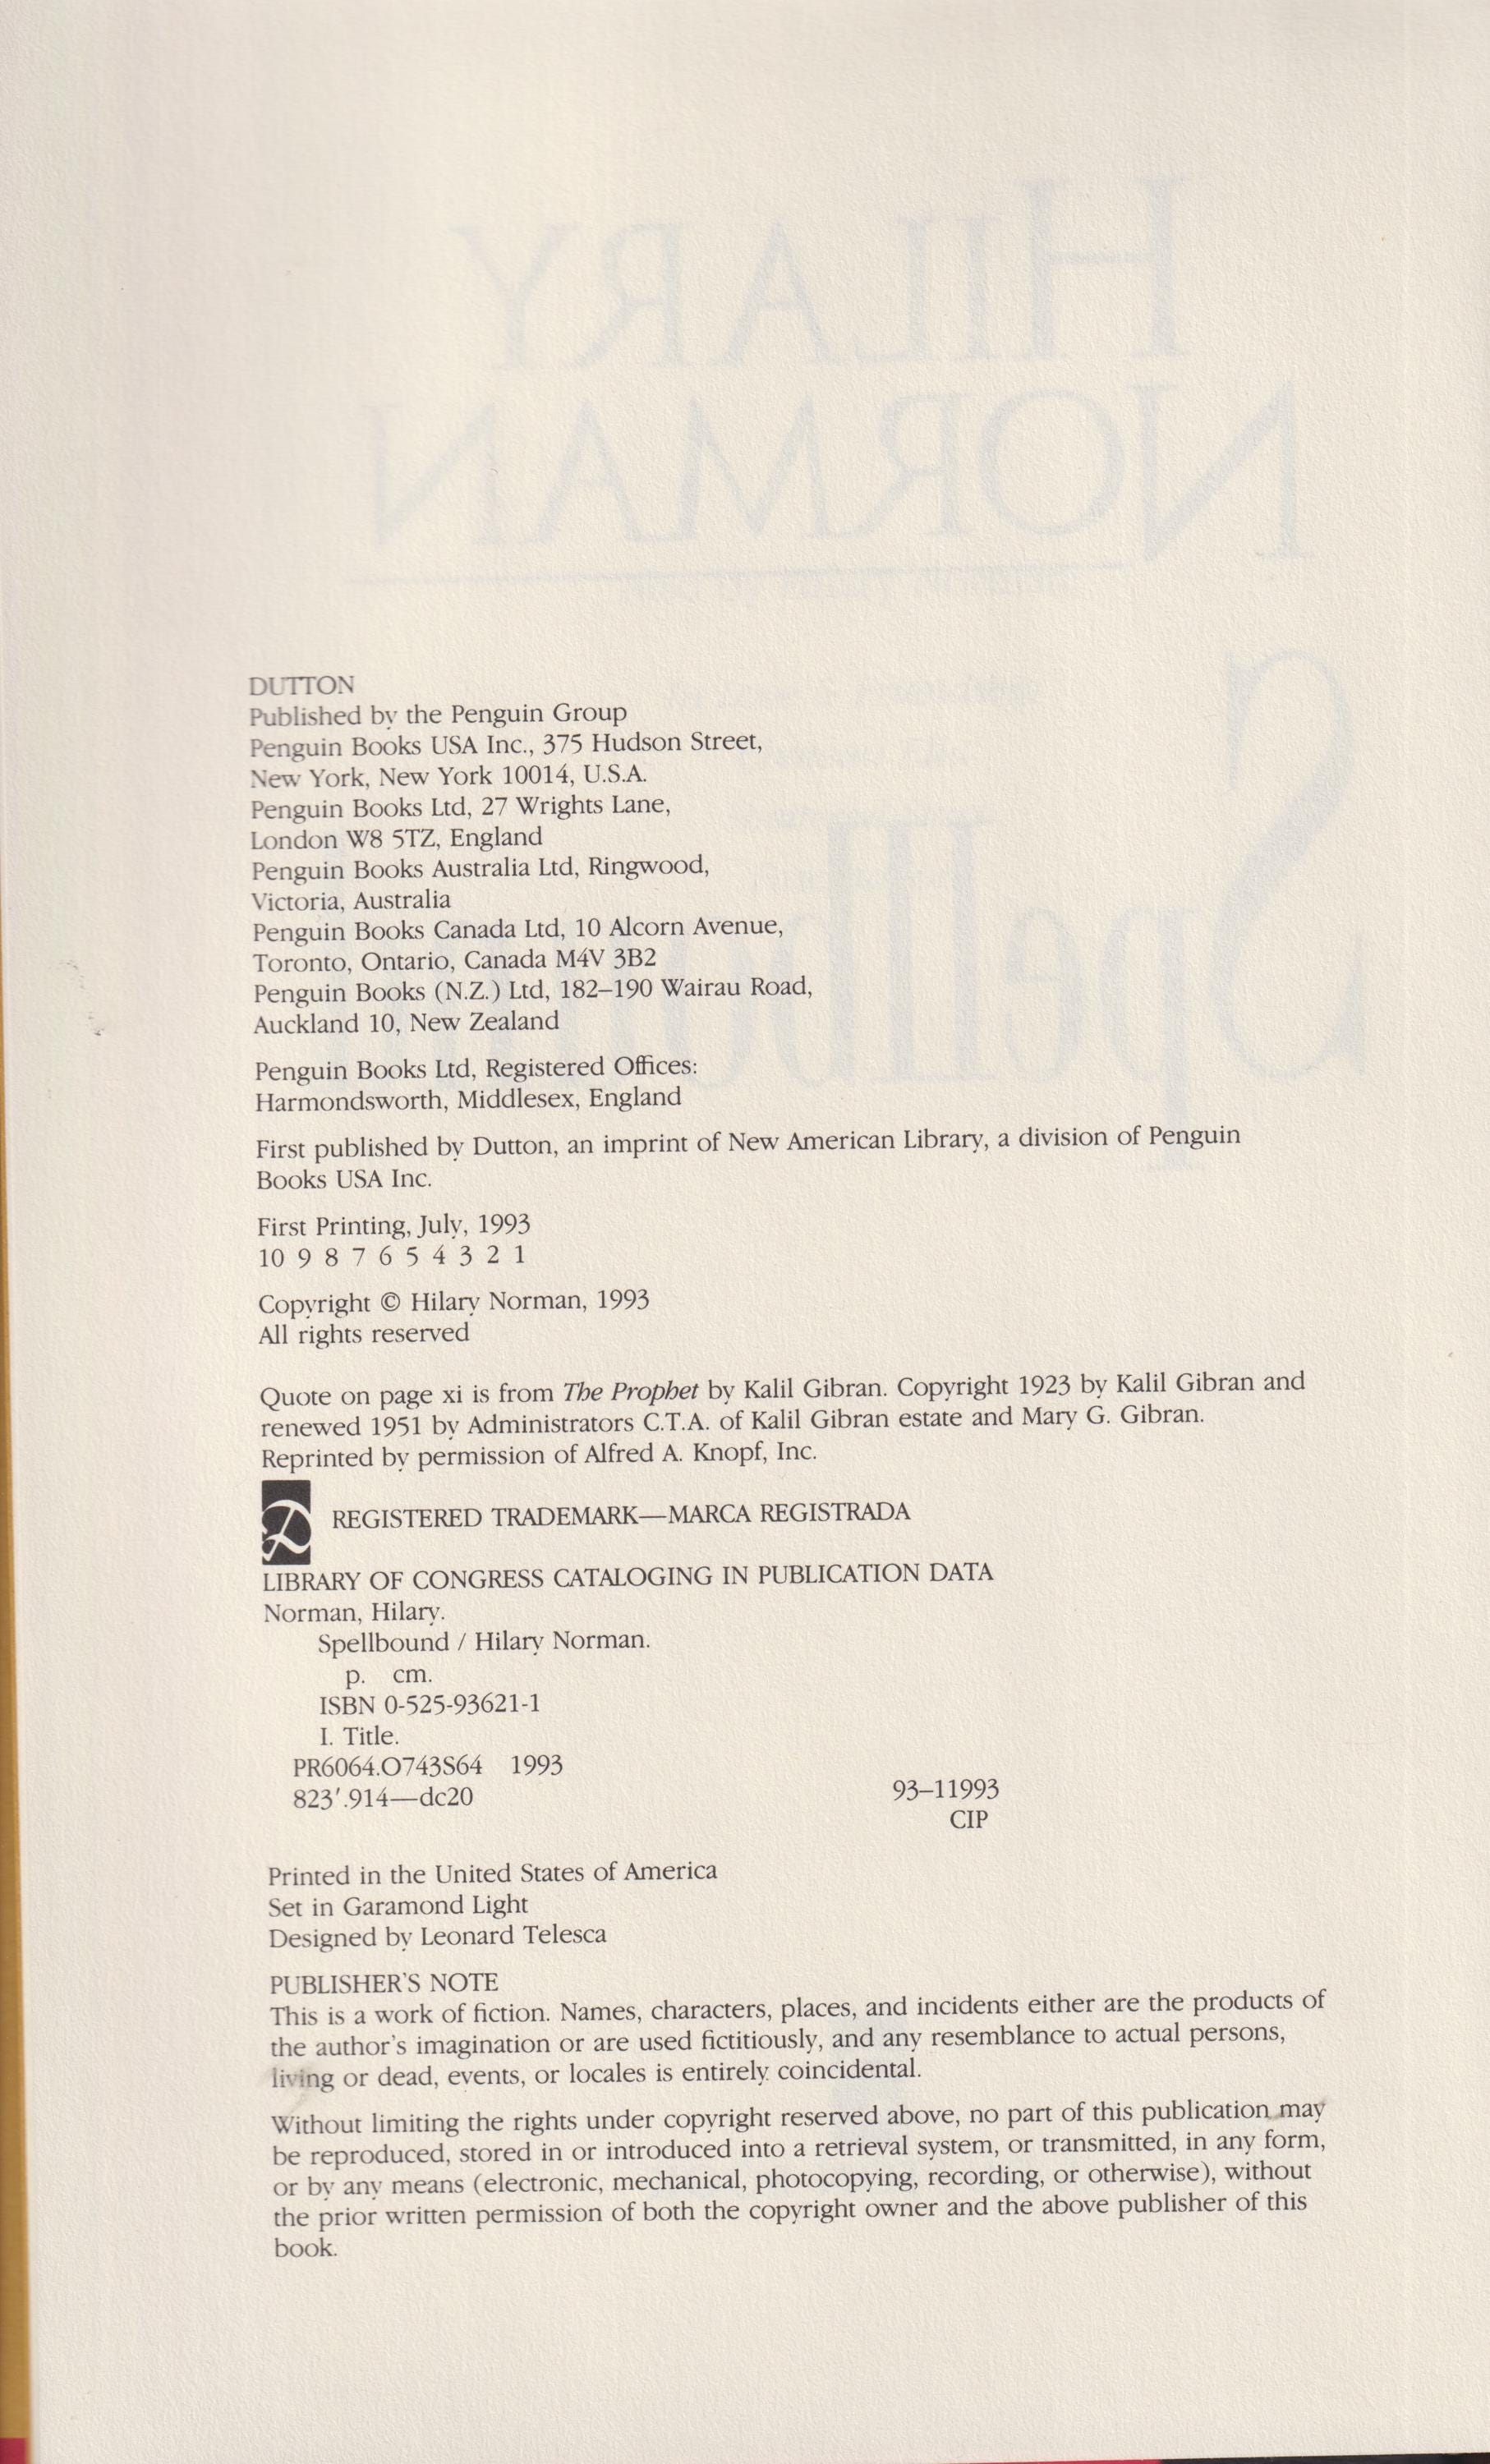 HILARY
NORMAN
DUTTON
Published by the Penguin Group
Penguin Books USA Inc., 375 Hudson Street,
New York, New York 10014, U.S.A.
Penguin Books Ltd, 27 Wrights Lane,
London W8 5TZ, England
Penguin Books Australia Ltd, Ringwood,
Victoria, Australia
Penguin Books Canada Ltd, 10 Alcorn Avenue,
Toronto, Ontario, Canada M4V 3B2
Penguin Books (N.Z.) Ltd, 182–190 Wairau Road,
Auckland 10, New Zealand
Penguin Books Ltd, Registered Offices:
Harmondsworth, Middlesex, England
First published by Dutton, an imprint of New American Library, a division of Penguin
Books USA Inc.
First Printing, July, 1993
10 9 8 7 6 5 4 3 2 1
Copyright © Hilary Norman, 1993
All rights reserved
Quote on page xi is from The Prophet by Kalil Gibran. Copyright 1923 by Kalil Gibran and
renewed 1951 by Administrators C.T.A. of Kalil Gibran estate and Mary G. Gibran.
Reprinted by permission of Alfred A. Knopf, Inc.
REGISTERED TRADEMARK—MARCA REGISTRADA
LIBRARY OF CONGRESS CATALOGING IN PUBLICATION DATA
Norman, Hilary.
Spellbound / Hilary Norman.
p. cm.
ISBN 0-525-93621-1
I. Title.
PR6064.O743S64 1993
823'.914—dc20
93–11993
CIP
Printed in the United States of America
Set in Garamond Light
Designed by Leonard Telesca
PUBLISHER'S NOTE
This is a work of fiction. Names, characters, places, and incidents either are the products of
the author's imagination or are used fictitiously, and any resemblance to actual persons,
living or dead, events, or locales is entirely coincidental.
Without limiting the rights under copyright reserved above, no part of this publication may
be reproduced, stored in or introduced into a retrieval system, or transmitted, in any form,
or by any means (electronic, mechanical, photocopying, recording, or otherwise), without
the prior written permission of both the copyright owner and the above publisher of this
book.